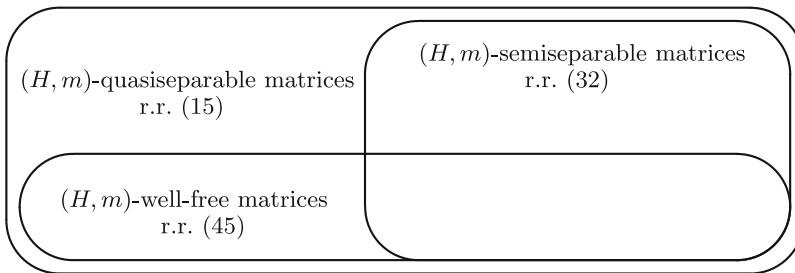 (H, m)-quasiseparable matrices
r.r. (15)
(H, m)-semiseparable matrices
r.r. (32)
(H, m)-well-free matrices
r.r. (45)